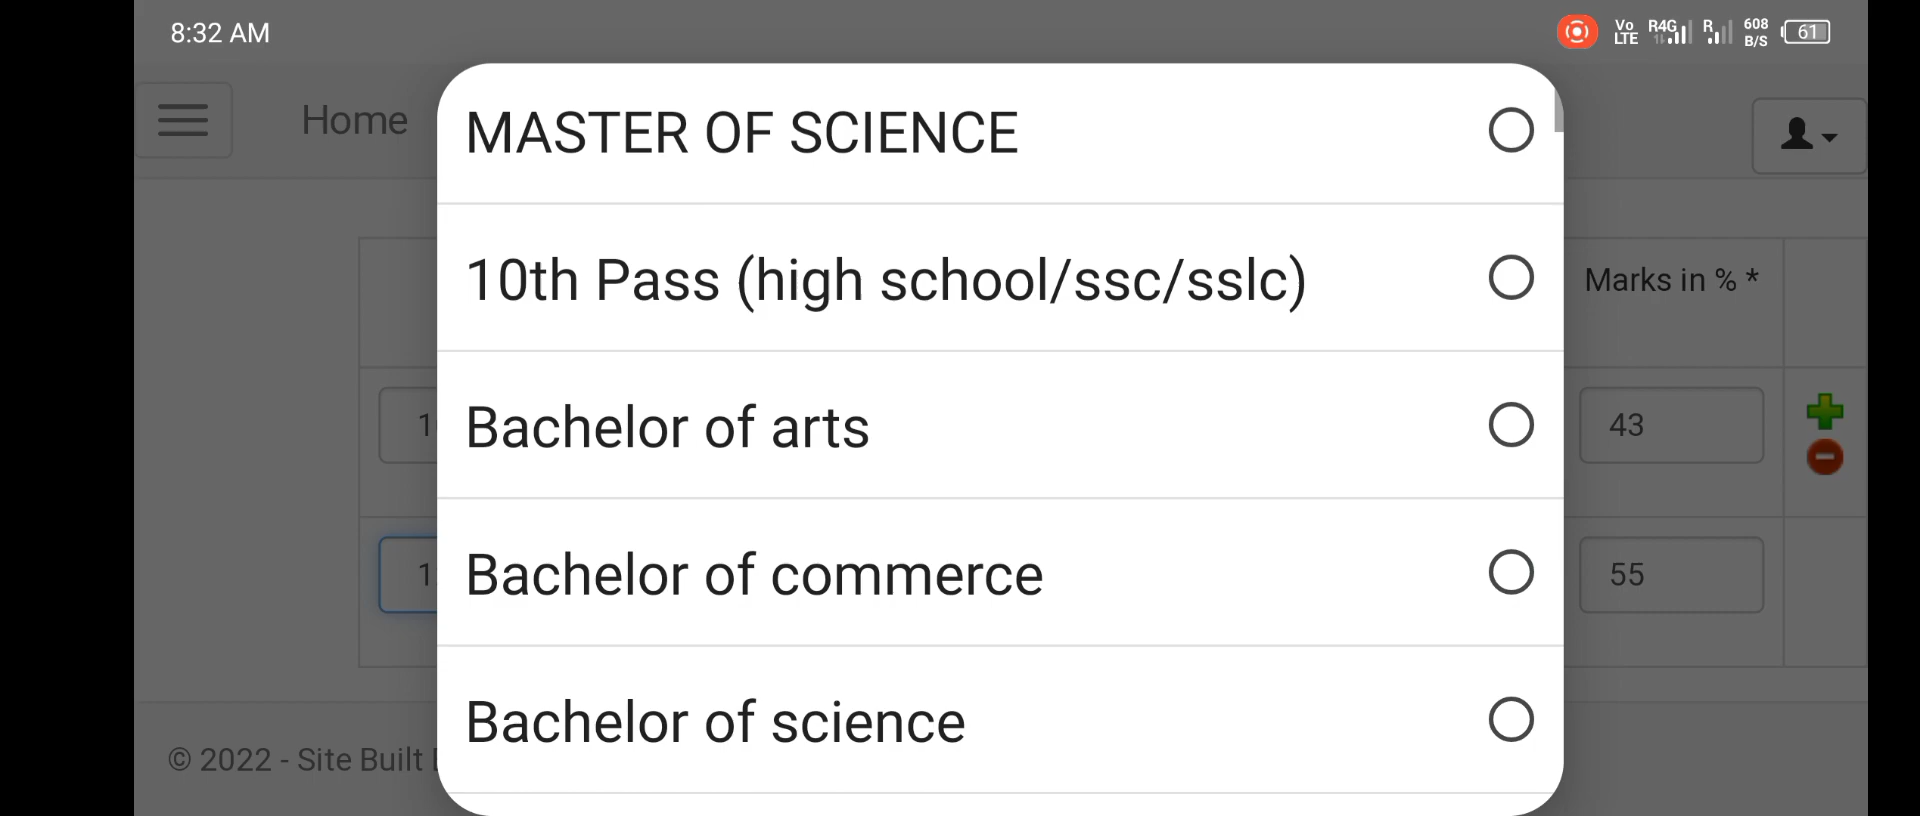 8:32 AM
Vo LTE R4G R 608 B/S 61
Home
MASTER OF SCIENCE
10th Pass (high school/ssc/sslc)
Marks in % *
Bachelor of arts
43
Bachelor of commerce
55
Bachelor of science
© 2022 - Site Built